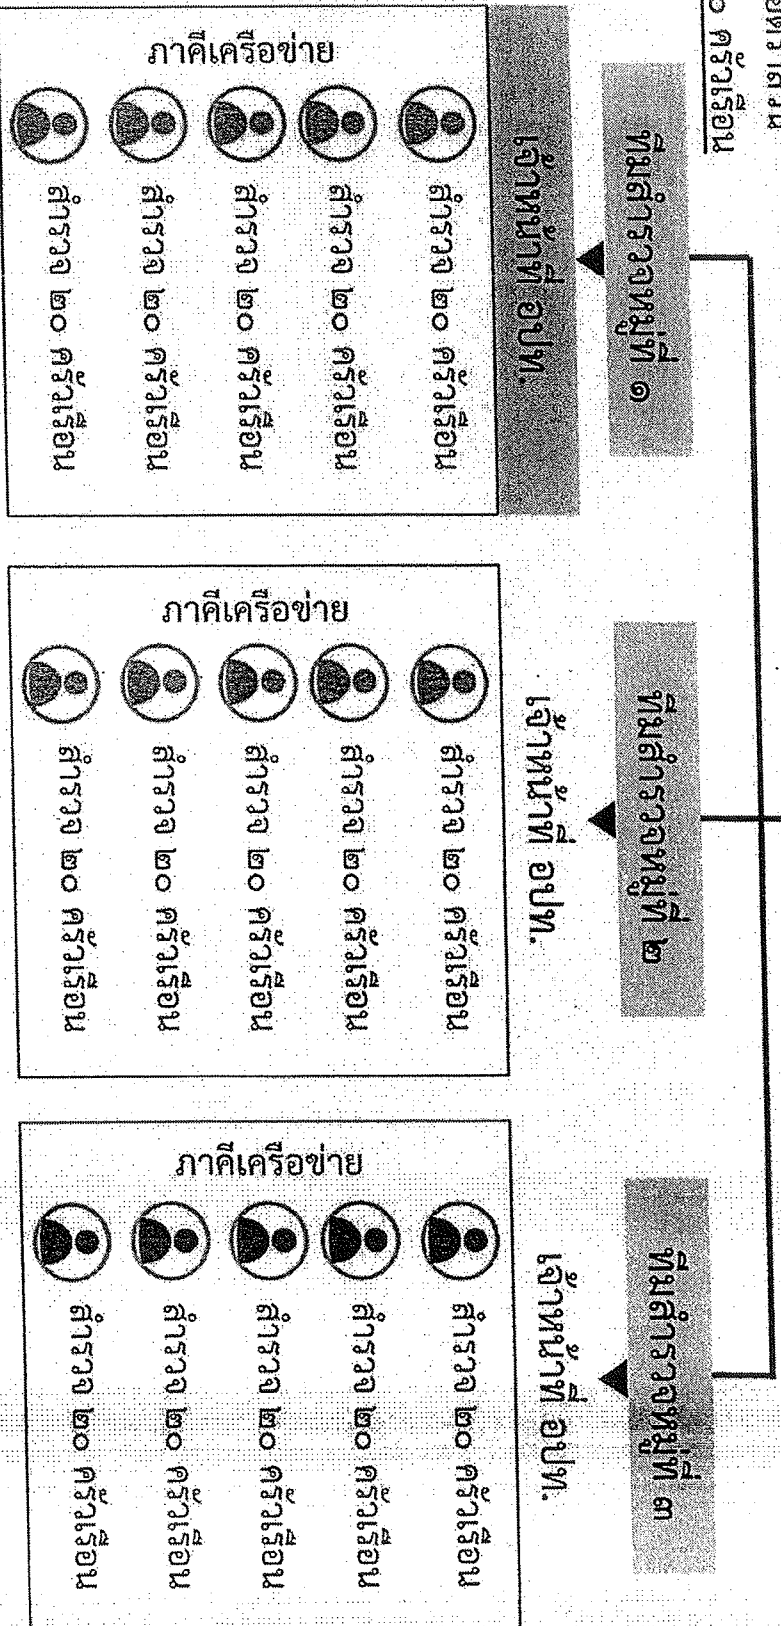 ๐ ครัวเรือน
ทีมสำรวจหมู่ที่ ๑
เจ้าหน้าที่ อปท.
ภาคีเครือข่าย
สำรวจ ๒๐ ครัวเรือน
สำรวจ ๒๐ ครัวเรือน
สำรวจ ๒๐ ครัวเรือน
สำรวจ ๒๐ ครัวเรือน
สำรวจ ๒๐ ครัวเรือน
ทีมสำรวจหมู่ที่ ๒
เจ้าหน้าที่ อปท.
ภาคีเครือข่าย
สำรวจ ๒๐ ครัวเรือน
สำรวจ ๒๐ ครัวเรือน
สำรวจ ๒๐ ครัวเรือน
สำรวจ ๒๐ ครัวเรือน
สำรวจ ๒๐ ครัวเรือน
ทีมสำรวจหมู่ที่ ๓
เจ้าหน้าที่ อปท.
ภาคีเครือข่าย
สำรวจ ๒๐ ครัวเรือน
สำรวจ ๒๐ ครัวเรือน
สำรวจ ๒๐ ครัวเรือน
สำรวจ ๒๐ ครัวเรือน
สำรวจ ๒๐ ครัวเรือน